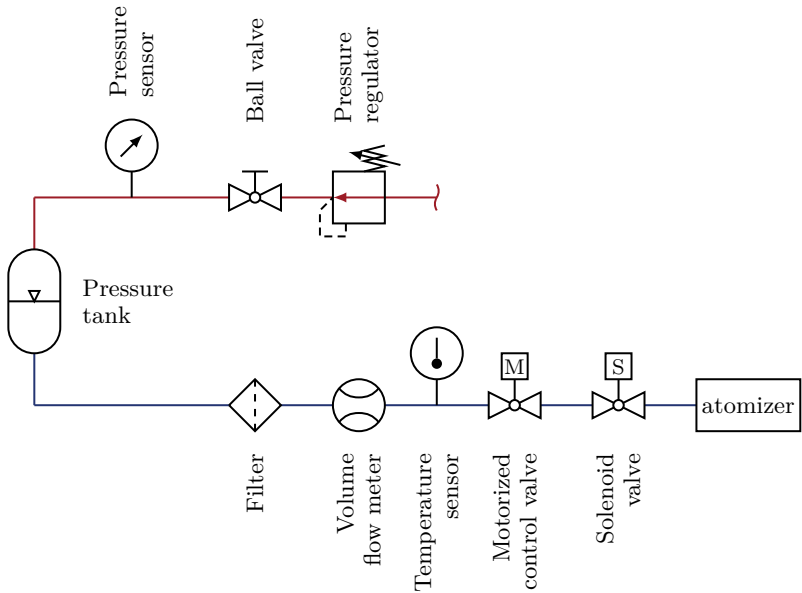 Pressure
sensor
Ball valve
Pressure
regulator
Pressure
tank
M
S
atomizer
Filter
Volume
flow meter
Temperature
sensor
Motorized
control valve
Solenoid
valve